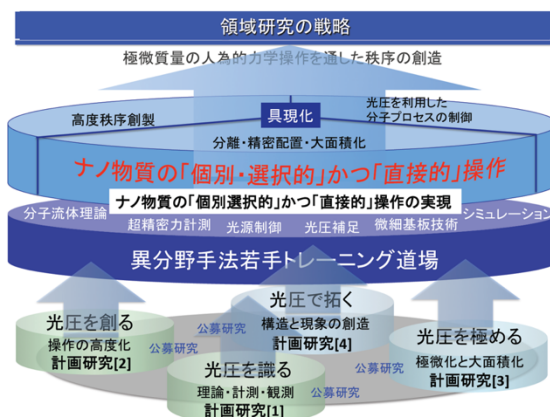 領域研究の戦略
極微質量の人為的力学操作を通した秩序の創造
高度秩序創製
具現化
光圧を利用した
分子プロセスの制御
分離・精密配置・大面積化
ナノ物質の「個別・選択的」かつ「直接的」操作
ナノ物質の「個別選択的」かつ「直接的」操作の実現
分子流体理論
超精密力計測
光源制御
光圧補足
微細基板技術
シミュレーション
異分野手法若手トレーニング道場
光圧を創る
操作の高度化
計画研究[2]
公募研究
光圧で拓く
構造と現象の創造
計画研究[4]
公募研究
光圧を極める
極微化と大面積化
計画研究[3]
公募研究
光圧を識る
理論・計測・観測
計画研究[1]
公募研究
公募研究